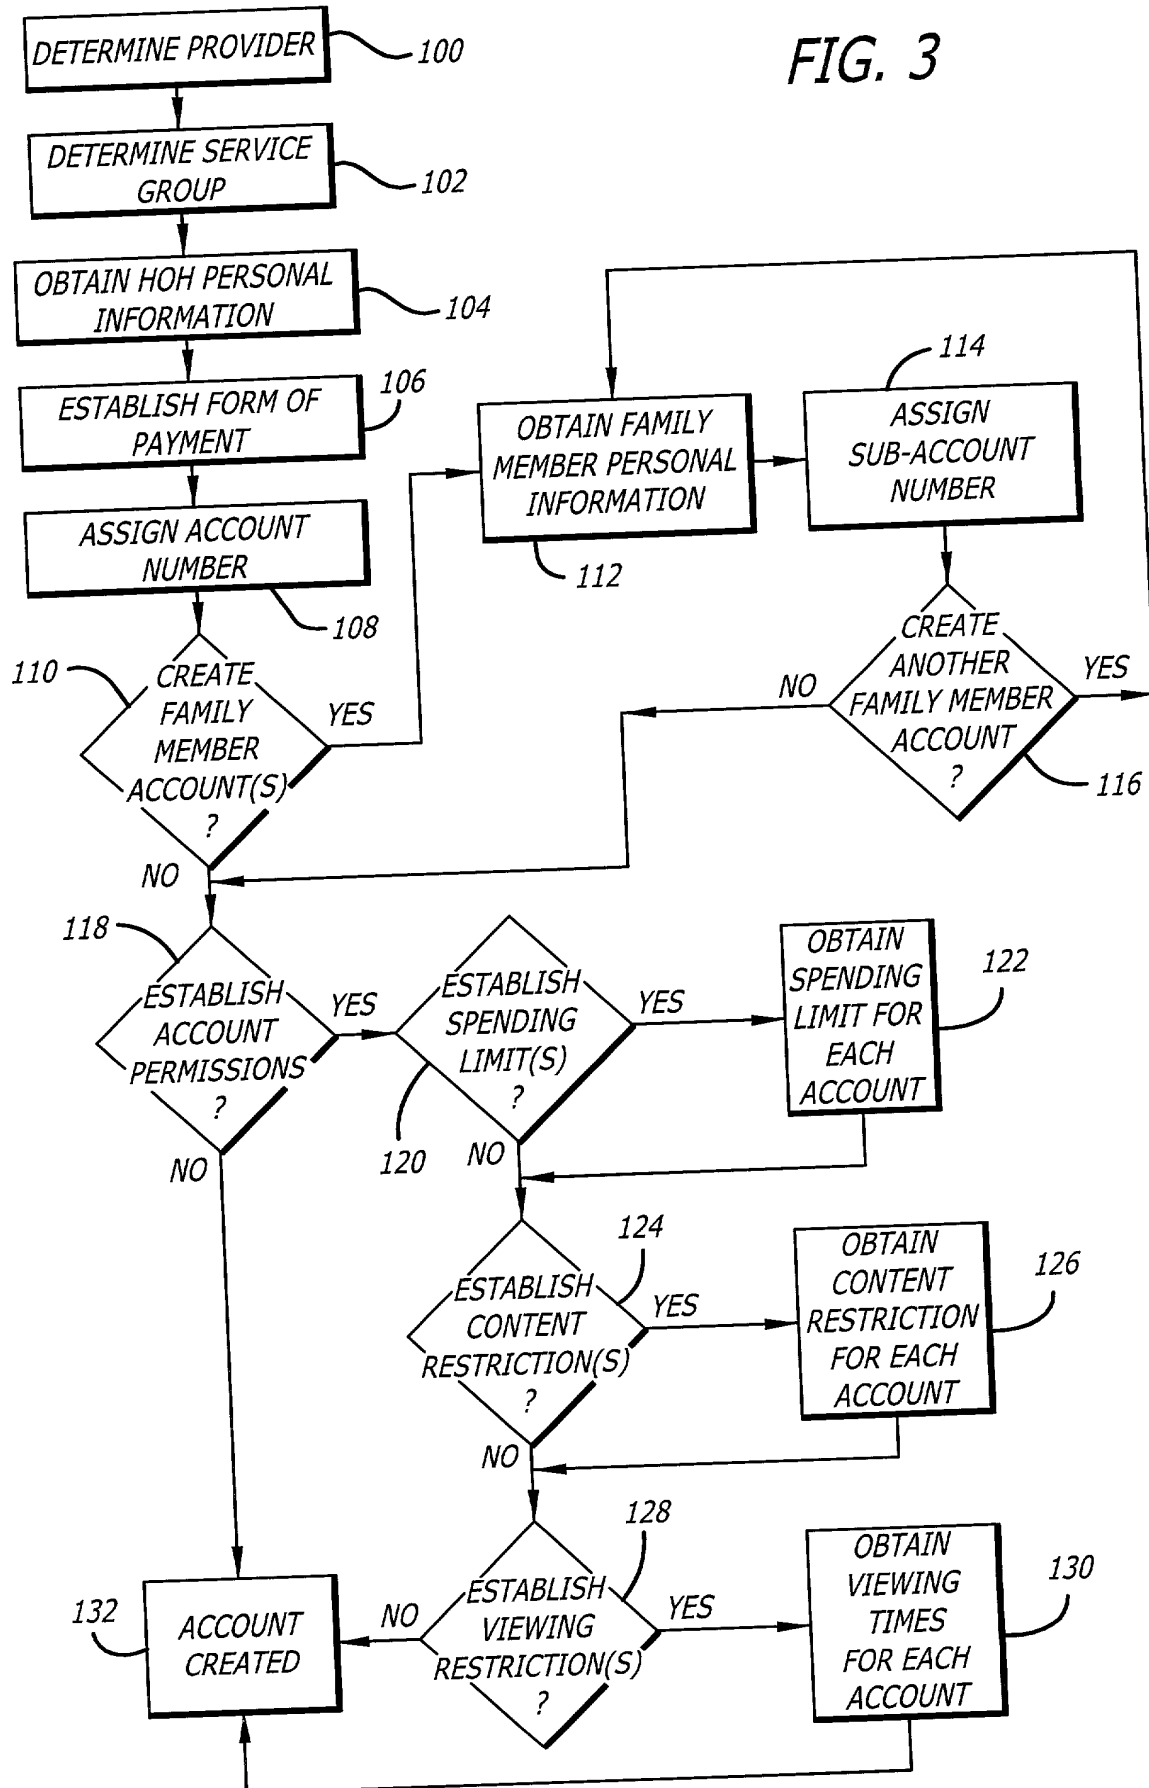 FIG. 3
DETERMINE PROVIDER
100
DETERMINE SERVICE
GROUP
102
OBTAIN HOH PERSONAL
INFORMATION
104
ESTABLISH FORM OF
PAYMENT
106
ASSIGN ACCOUNT
NUMBER
108
110
CREATE
FAMILY
MEMBER
ACCOUNT(S)
?
YES
NO
OBTAIN FAMILY
MEMBER PERSONAL
INFORMATION
112
114
ASSIGN
SUB-ACCOUNT
NUMBER
CREATE
ANOTHER
FAMILY MEMBER
ACCOUNT
?
NO
YES
116
118
ESTABLISH
ACCOUNT
PERMISSIONS
?
YES
NO
ESTABLISH
SPENDING
LIMIT(S)
?
120
YES
NO
OBTAIN
SPENDING
LIMIT FOR
EACH
ACCOUNT
122
124
ESTABLISH
CONTENT
RESTRICTION(S)
?
YES
NO
OBTAIN
CONTENT
RESTRICTION
FOR EACH
ACCOUNT
126
128
ESTABLISH
VIEWING
RESTRICTION(S)
?
YES
NO
OBTAIN
VIEWING
TIMES
FOR EACH
ACCOUNT
130
132
ACCOUNT
CREATED